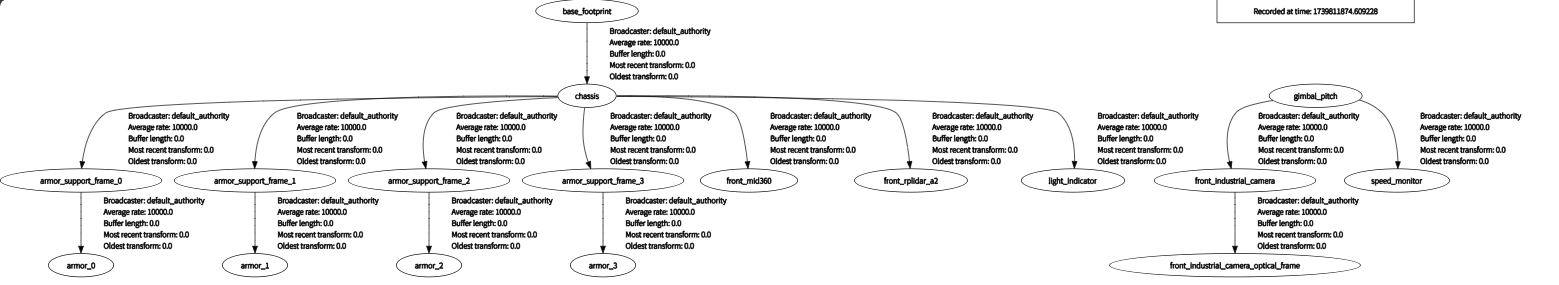 base_footprint
Recorded at time: 1739811874.609228
Broadcaster: default_authority
Average rate: 10000.0
Buffer length: 0.0
Most recent transform: 0.0
Oldest transform: 0.0
chassis
gimbal_pitch
Broadcaster: default_authority
Average rate: 10000.0
Buffer length: 0.0
Most recent transform: 0.0
Oldest transform: 0.0
Broadcaster: default_authority
Average rate: 10000.0
Buffer length: 0.0
Most recent transform: 0.0
Oldest transform: 0.0
Broadcaster: default_authority
Average rate: 10000.0
Buffer length: 0.0
Most recent transform: 0.0
Oldest transform: 0.0
Broadcaster: default_authority
Average rate: 10000.0
Buffer length: 0.0
Most recent transform: 0.0
Oldest transform: 0.0
Broadcaster: default_authority
Average rate: 10000.0
Buffer length: 0.0
Most recent transform: 0.0
Oldest transform: 0.0
Broadcaster: default_authority
Average rate: 10000.0
Buffer length: 0.0
Most recent transform: 0.0
Oldest transform: 0.0
Broadcaster: default_authority
Average rate: 10000.0
Buffer length: 0.0
Most recent transform: 0.0
Oldest transform: 0.0
Broadcaster: default_authority
Average rate: 10000.0
Buffer length: 0.0
Most recent transform: 0.0
Oldest transform: 0.0
Broadcaster: default_authority
Average rate: 10000.0
Buffer length: 0.0
Most recent transform: 0.0
Oldest transform: 0.0
armor_support_frame_0
armor_support_frame_1
armor_support_frame_2
armor_support_frame_3
front_mid360
front_rplidar_a2
light_indicator
front_industrial_camera
speed_monitor
Broadcaster: default_authority
Average rate: 10000.0
Buffer length: 0.0
Most recent transform: 0.0
Oldest transform: 0.0
Broadcaster: default_authority
Average rate: 10000.0
Buffer length: 0.0
Most recent transform: 0.0
Oldest transform: 0.0
Broadcaster: default_authority
Average rate: 10000.0
Buffer length: 0.0
Most recent transform: 0.0
Oldest transform: 0.0
Broadcaster: default_authority
Average rate: 10000.0
Buffer length: 0.0
Most recent transform: 0.0
Oldest transform: 0.0
Broadcaster: default_authority
Average rate: 10000.0
Buffer length: 0.0
Most recent transform: 0.0
Oldest transform: 0.0
armor_0
armor_1
armor_2
armor_3
front_industrial_camera_optical_frame